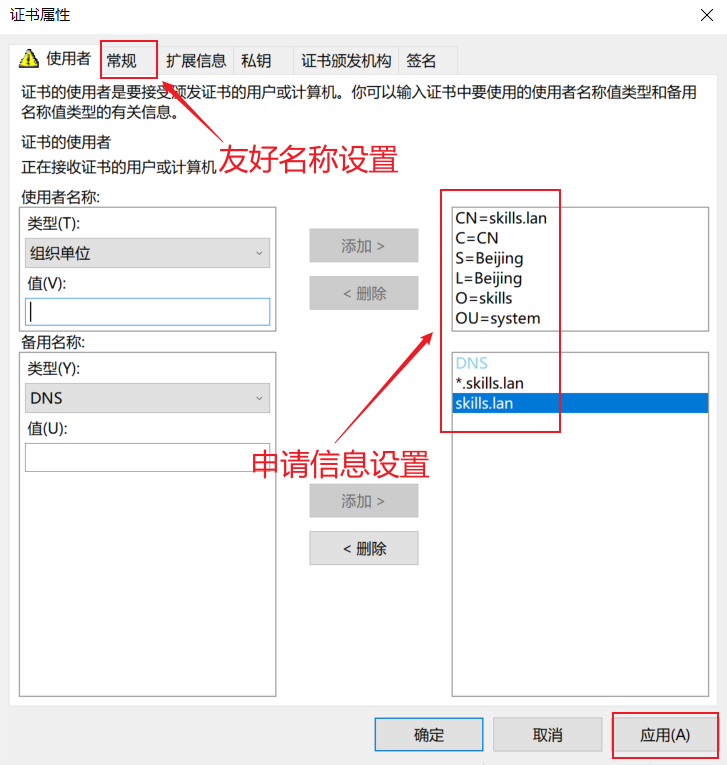 证书属性
使用者 常规 扩展信息 私钥 证书颁发机构 签名
证书的使用者是要接受颁发证书的用户或计算机。你可以输入证书中要使用的使用者名称值类型和备用
名称值类型的有关信息。
证书的使用者
正在接收证书的用户或计算机
友好名称设置
使用者名称:
类型(T):
组织单位
值(V):
添加 >
< 删除
CN=skills.lan
C=CN
S=Beijing
L=Beijing
O=skills
OU=system
备用名称:
类型(Y):
DNS
值(U):
DNS
*.skills.lan
skills.lan
申请信息设置
添加 >
< 删除
确定 取消 应用(A)